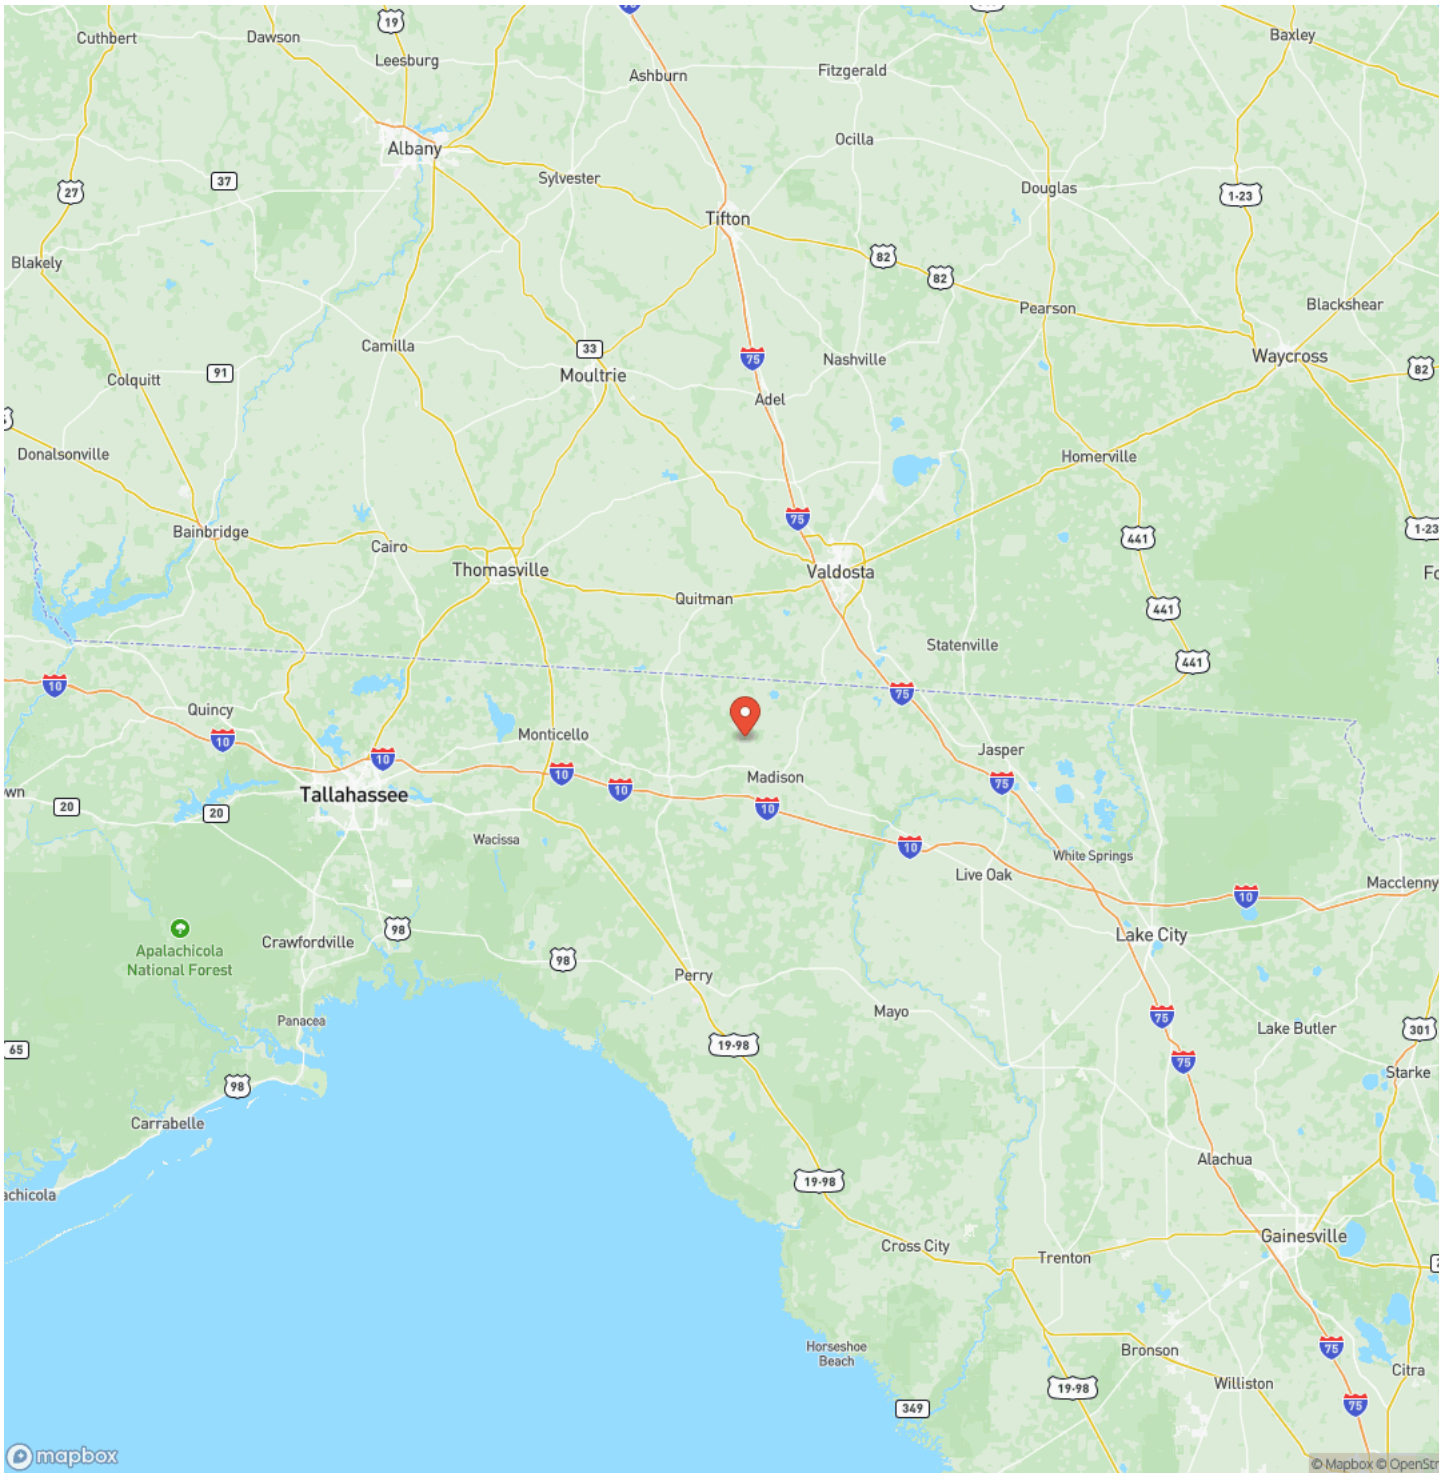 19
75
Cuthbert
Dawson
Leesburg
Ashburn
Fitzgerald
Baxley
Albany
Ocilla
27
37
Sylvester
Douglas
1-23
Tifton
Blakely
82
82
Pearson
Blackshear
Camilla
33
75
Nashville
Waycross
Colquitt
91
Moultrie
82
Adel
Donalsonville
Homerville
75
Bainbridge
Cairo
441
1-23
Thomasville
Valdosta
Fo
Quitman
441
Statenville
441
10
75
Quincy
10
Monticello
Jasper
10
10
10
Madison
75
own
20
20
Tallahassee
10
Wacissa
10
White Springs
Live Oak
10
Macclenny
Apalachicola
National Forest
Crawfordville
98
98
Lake City
Perry
Mayo
75
Panacea
Lake Butler
301
65
19-98
75
Starke
98
Carrabelle
Alachua
achicola
19-98
Gainesville
Cross City
Trenton
Horseshoe
Beach
Bronson
75
Citra
19-98
Williston
349
75
mapbox
© Mapbox © OpenStr